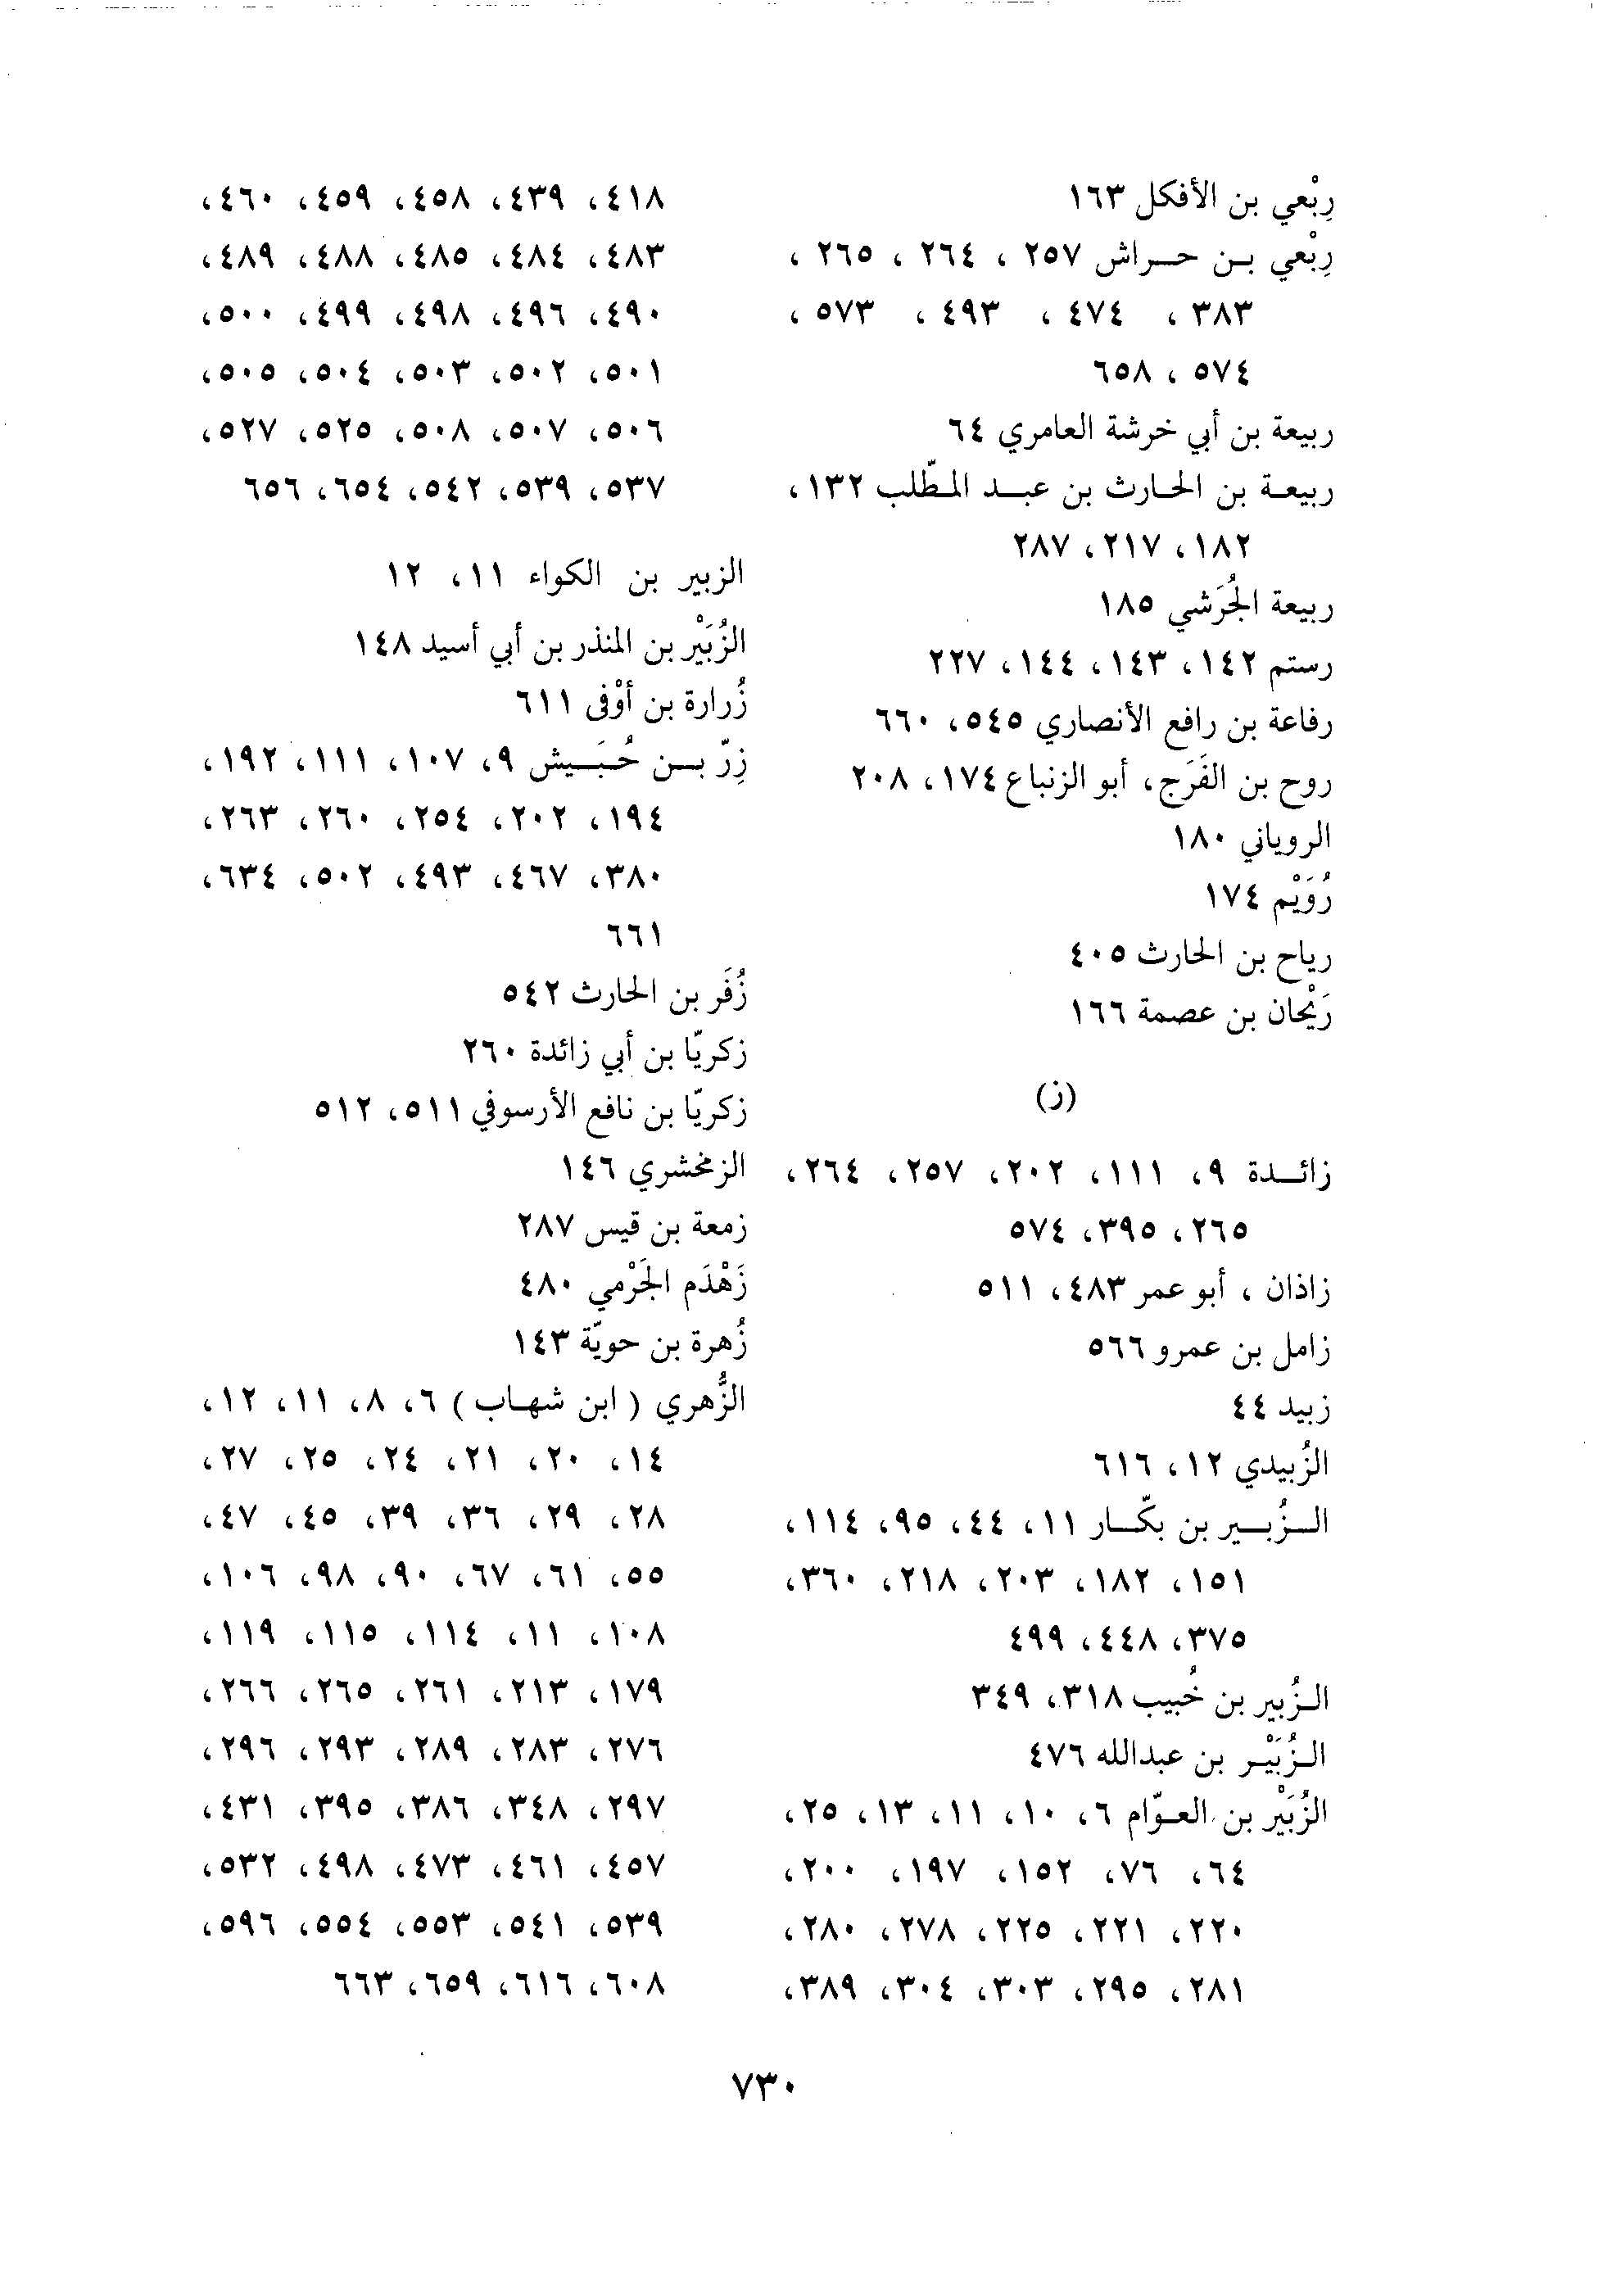 رِبْعي بن الأفكل ١٦٣
رِبْعي بن حراش ٢٥٧ ، ٢٦٤ ، ٢٦٥ ،
٣٨٣ ، ٤٧٤ ، ٤٩٣ ، ٥٧٣ ،
٥٧٤ ، ٦٥٨
ربيعة بن أبي خرشة العامري ٦٤
ربيعة بن الحارث بن عبد المطّلب ١٣٢،
١٨٢، ٢١٧، ٢٨٧
ربيعة الجُرَشي ١٨٥
رستم ١٤٢، ١٤٣، ١٤٤، ٢٢٧
رفاعة بن رافع الأنصاري ٥٤٥، ٦٦٠
روح بن الفَرَج، أبو الزنباع ١٧٤، ٢٠٨
الروياني ١٨٠
رُوَيْم ١٧٤
رياح بن الحارث ٤٠٥
رَيْحان بن عصمة ١٦٦
(ز)
زائدة ٩، ١١١، ٢٠٢، ٢٥٧، ٢٦٤،
٢٦٥، ٣٩٥، ٥٧٤
زاذان ، أبو عمر ٤٨٣، ٥١١
زامل بن عمرو ٥٦٦
زبيد ٤٤
الزُبيدي ١٢، ٦١٦
الزُبير بن بكّار ١١، ٤٤، ٩٥، ١١٤،
١٥١، ١٨٢، ٢٠٣، ٢١٨، ٣٦٠،
٣٧٥، ٤٤٨، ٤٩٩
الزُبير بن خُبيب ٣١٨، ٣٤٩
الزُبَيْر بن عبدالله ٤٧٦
الزُبَيْر بن العوّام ٦، ١٠، ١١، ١٣، ٢٥،
٦٤، ٧٦، ١٥٢، ١٩٧، ٢٠٠،
٢٢٠، ٢٢١، ٢٢٥، ٢٧٨، ٢٨٠،
٢٨١، ٢٩٥، ٣٠٣، ٣٠٤، ٣٨٩،
٤١٨، ٤٣٩، ٤٥٨، ٤٥٩، ٤٦٠،
٤٨٣، ٤٨٤، ٤٨٥، ٤٨٨، ٤٨٩،
٤٩٠، ٤٩٦، ٤٩٨، ٤٩٩، ٥٠٠،
٥٠١، ٥٠٢، ٥٠٣، ٥٠٤، ٥٠٥،
٥٠٦، ٥٠٧، ٥٠٨، ٥٢٥، ٥٢٧،
٥٣٧، ٥٣٩، ٥٤٢، ٦٥٤، ٦٥٦
الزبير بن الكواء ١١، ١٢
الزُبَيْر بن المنذر بن أبي أسيد ١٤٨
زُرارة بن أوْفى ٦١١
زِرّ بن حُبَيش ٩، ١٠٧، ١١١، ١٩٢،
١٩٤، ٢٠٢، ٢٥٤، ٢٦٠، ٢٦٣،
٣٨٠، ٤٦٧، ٤٩٣، ٥٠٢، ٦٣٤،
٦٦١
زُفَر بن الحارث ٥٤٢
زكريّا بن أبي زائدة ٢٦٠
زكريّا بن نافع الأرسوفي ٥١١، ٥١٢
الزمخشري ١٤٦
زمعة بن قيس ٢٨٧
زَهْدَم الجَرْمي ٤٨٠
زُهرة بن حويّة ١٤٣
الزُّهري ( ابن شهاب ) ٦، ٨، ١١، ١٢،
١٤، ٢٠، ٢١، ٢٤، ٢٥، ٢٧،
٢٨، ٢٩، ٣٦، ٣٩، ٤٥، ٤٧،
٥٥، ٦١، ٦٧، ٩٠، ٩٨، ١٠٦،
١٠٨، ١١، ١١٤، ١١٥، ١١٩،
١٧٩، ٢١٣، ٢٦١، ٢٦٥، ٢٦٦،
٢٧٦، ٢٨٣، ٢٨٩، ٢٩٣، ٢٩٦،
٢٩٧، ٣٤٨، ٣٨٦، ٣٩٥، ٤٣١،
٤٥٧، ٤٦١، ٤٧٣، ٤٩٨، ٥٣٢،
٥٣٩، ٥٤١، ٥٥٣، ٥٥٤، ٥٩٦،
٦٠٨، ٦١٦، ٦٥٩، ٦٦٣
٧٣٠